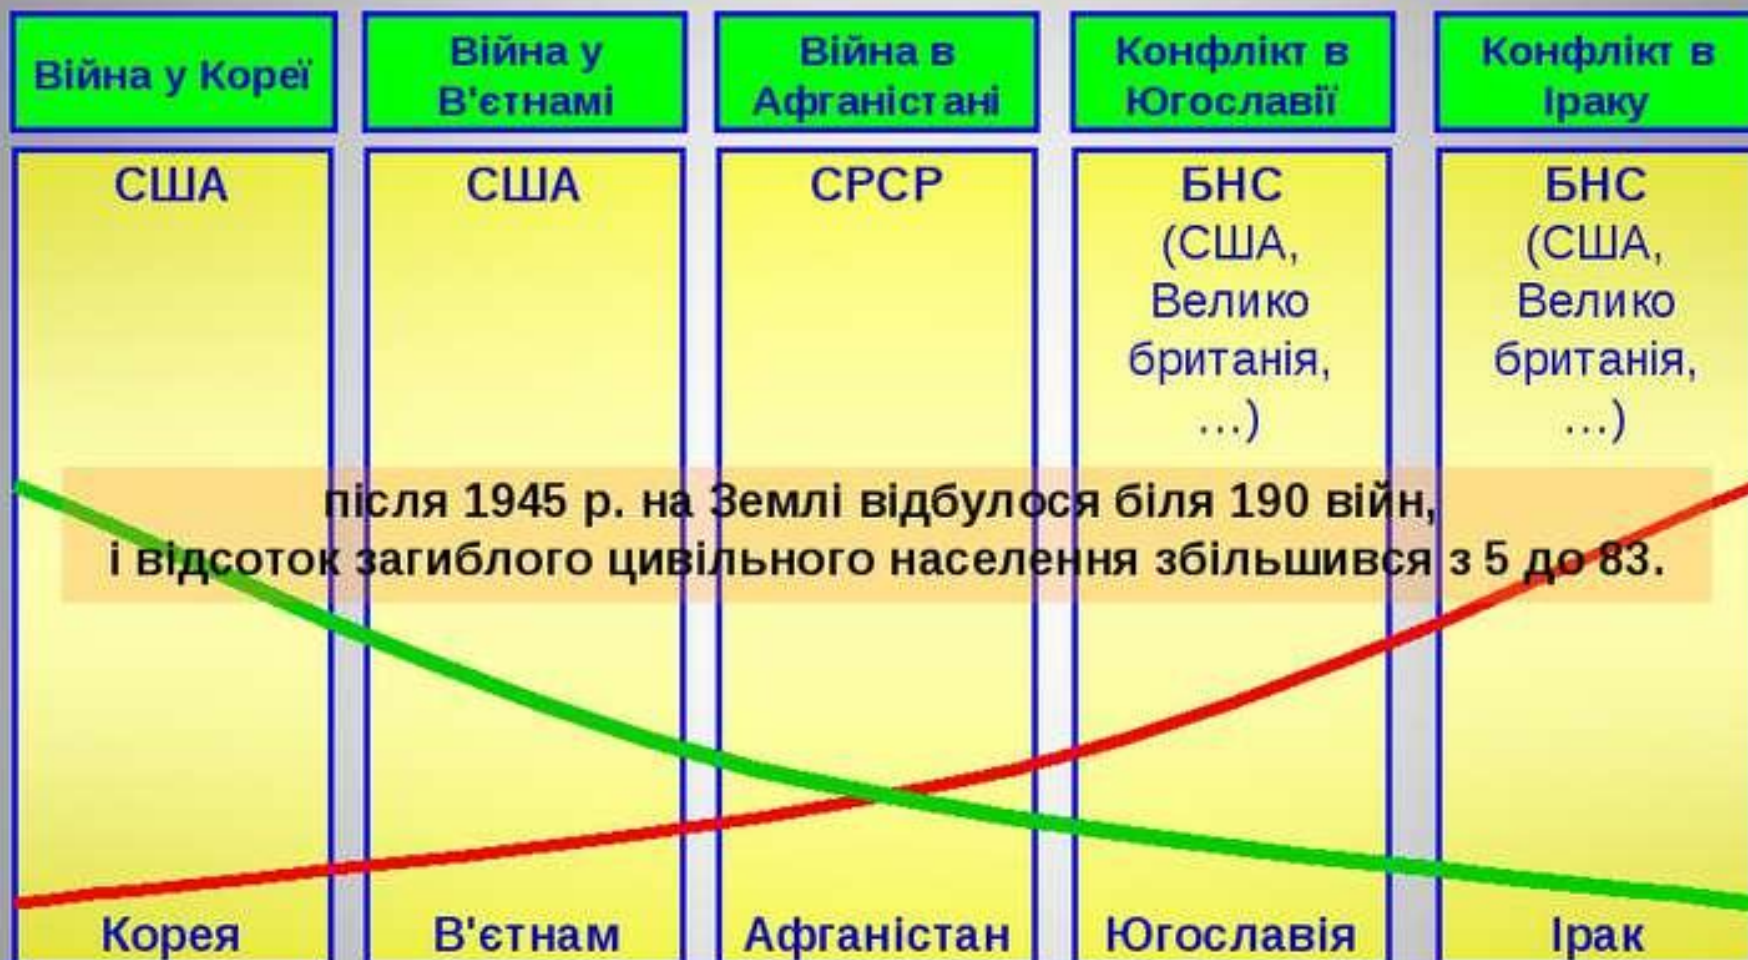 Війна у Кореї
Війна у
В'єтнамі
Війна в
Афганістані
Конфлікт в
Югославії
Конфлікт в
Іраку
США
США
СРСР
БНС
(США,
Велико
британія,
...)
БНС
(США,
Велико
британія,
...)
після 1945 р. на Землі відбулося біля 190 війн,
і відсоток загиблого цивільного населення збільшився з 5 до 83.
Корея
В'єтнам
Афганістан
Югославія
Ірак